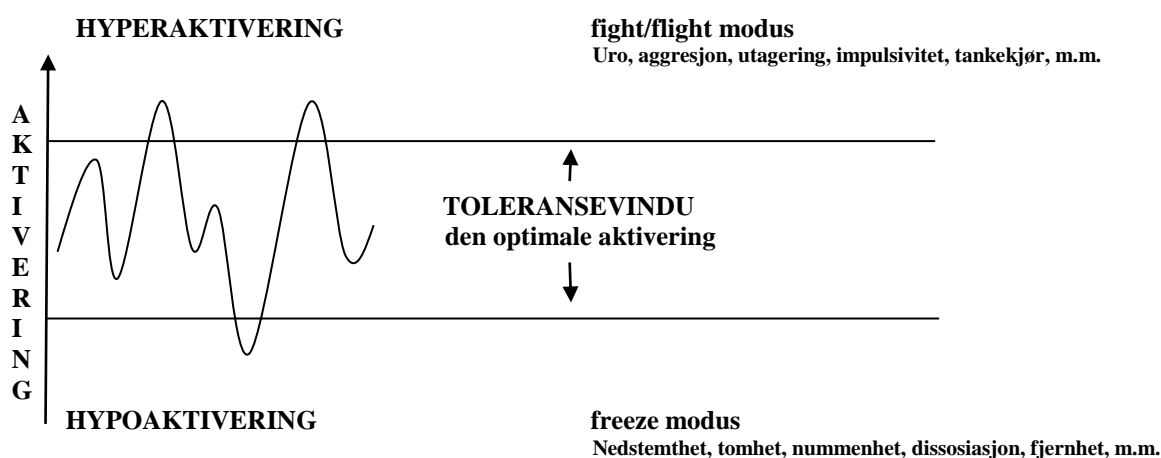 HYPERAKTIVERING
fight/flight modus
Uro, aggresjon, utagering, impulsivitet, tankekjør, m.m.
A
K
T
I
V
E
R
I
N
G
TOLERANSEVINDU
den optimale aktivering
HYPOAKTIVERING
freeze modus
Nedstemthet, tomhet, nummenhet, dissosiasjon, fjernhet, m.m.